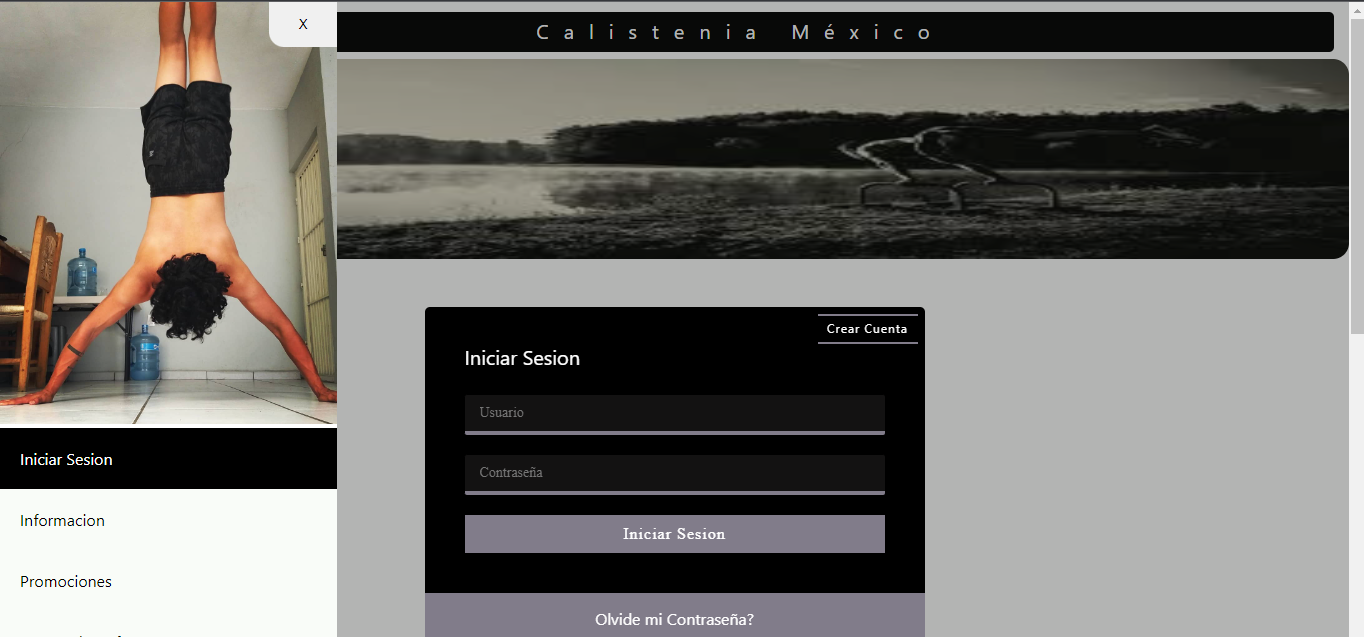 X
Calistenia México
Crear Cuenta
Iniciar Sesion
Usuario
Contraseña
Iniciar Sesion
Olvide mi Contraseña?
Iniciar Sesion
Informacion
Promociones